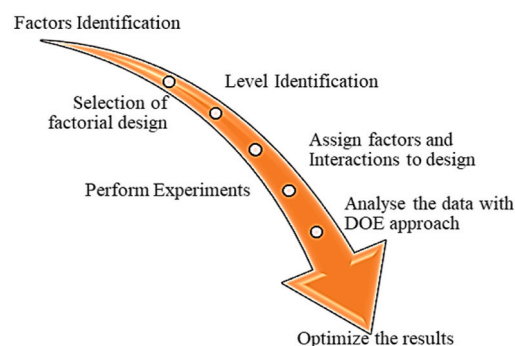 Factors Identification
Level Identification
Selection of
factorial design
Assign factors and
Interactions to design
Perform Experiments
Analyse the data with
DOE approach
Optimize the results